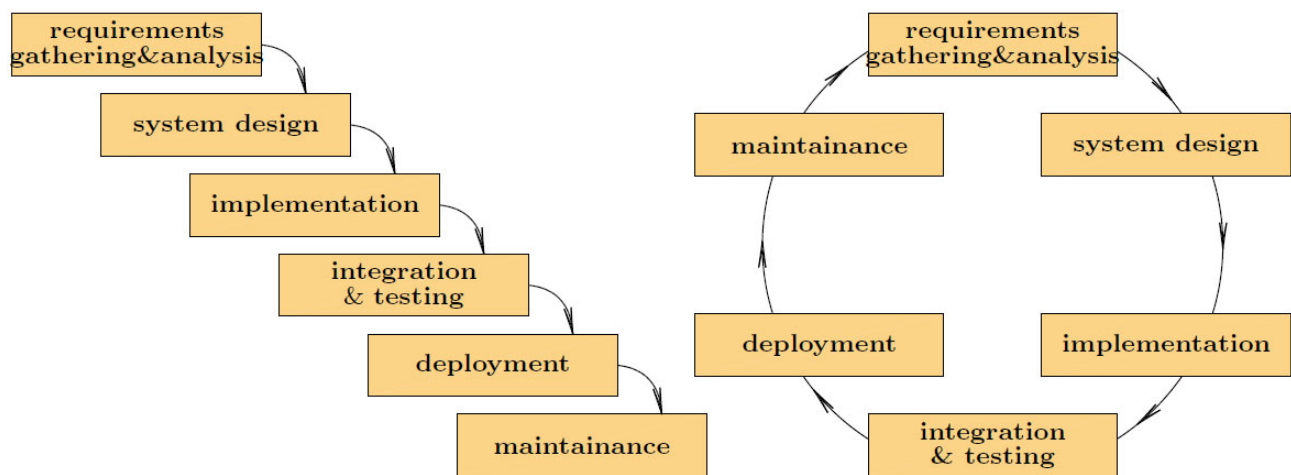 requirements
gathering&analysis
system design
implementation
integration
& testing
deployment
maintainance
requirements
gathering&analysis
system design
implementation
integration
& testing
deployment
maintainance